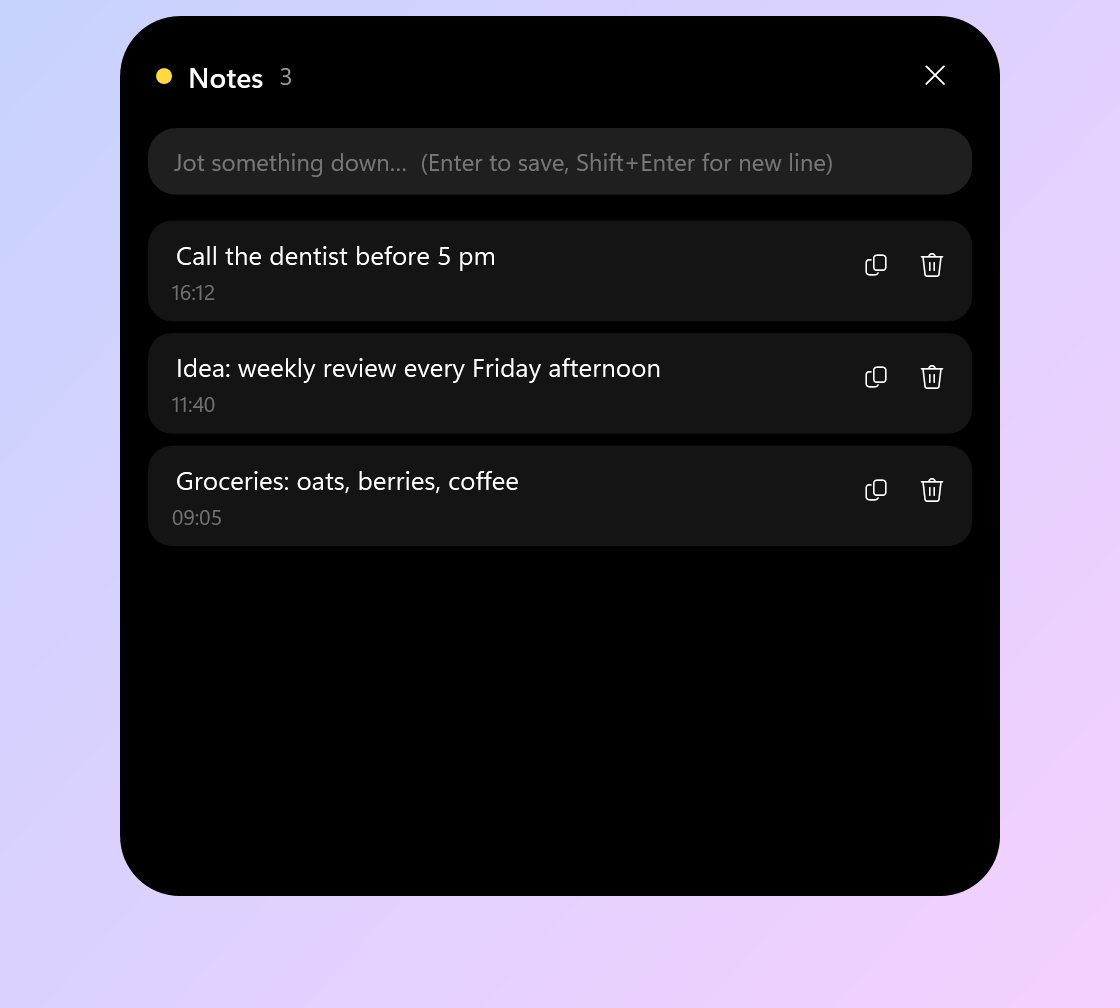 Notes 3
Jot something down...  (Enter to save, Shift+Enter for new line)
Call the dentist before 5 pm
16:12
Idea: weekly review every Friday afternoon
11:40
Groceries: oats, berries, coffee
09:05